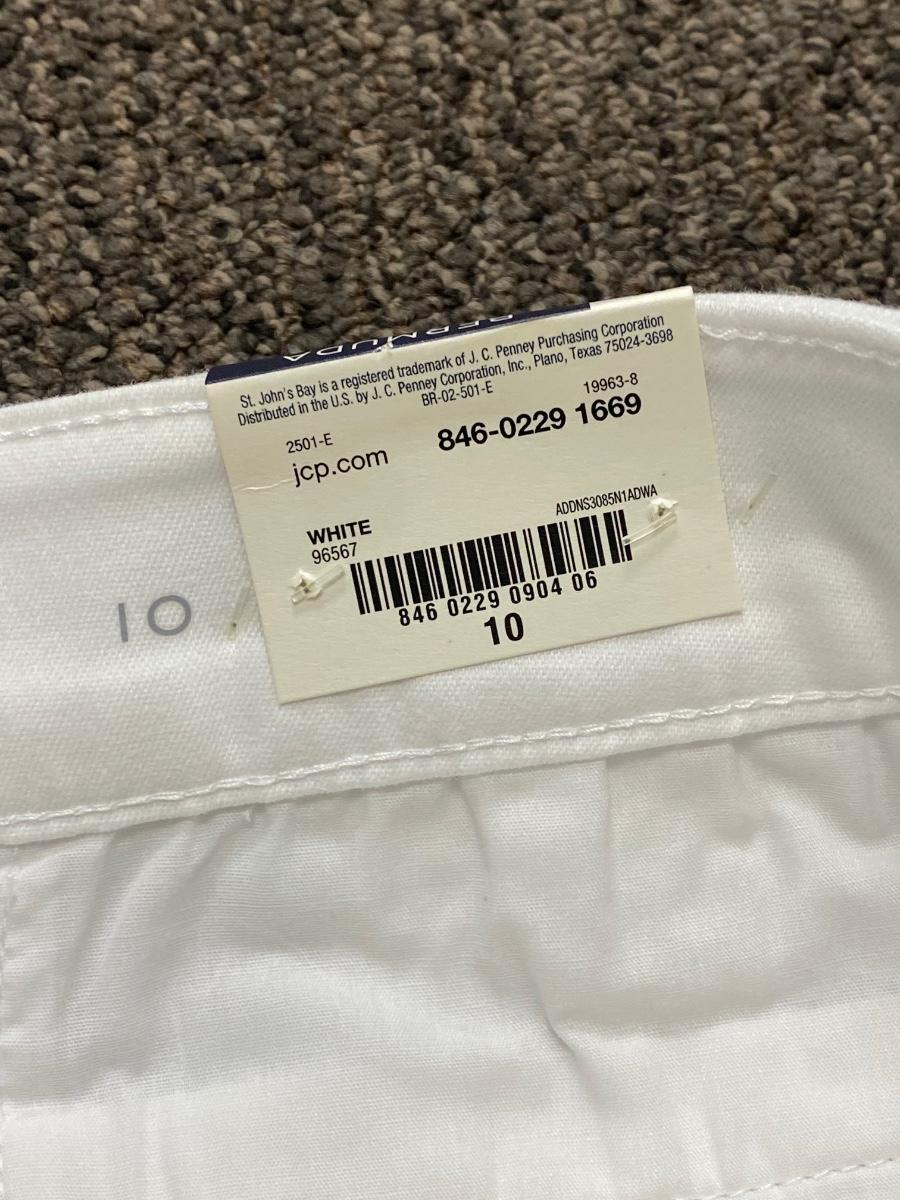 BERMUDA
St. John's Bay is a registered trademark of J. C. Penney Purchasing Corporation
Distributed in the U.S. by J. C. Penney Corporation, Inc., Plano, Texas 75024-3698
BR-02-501-E
19963-8
2501-E
846-0229 1669
jcp.com
ADDNS3085N1ADWA
WHITE
96567
846 0229 0904 06
10
10